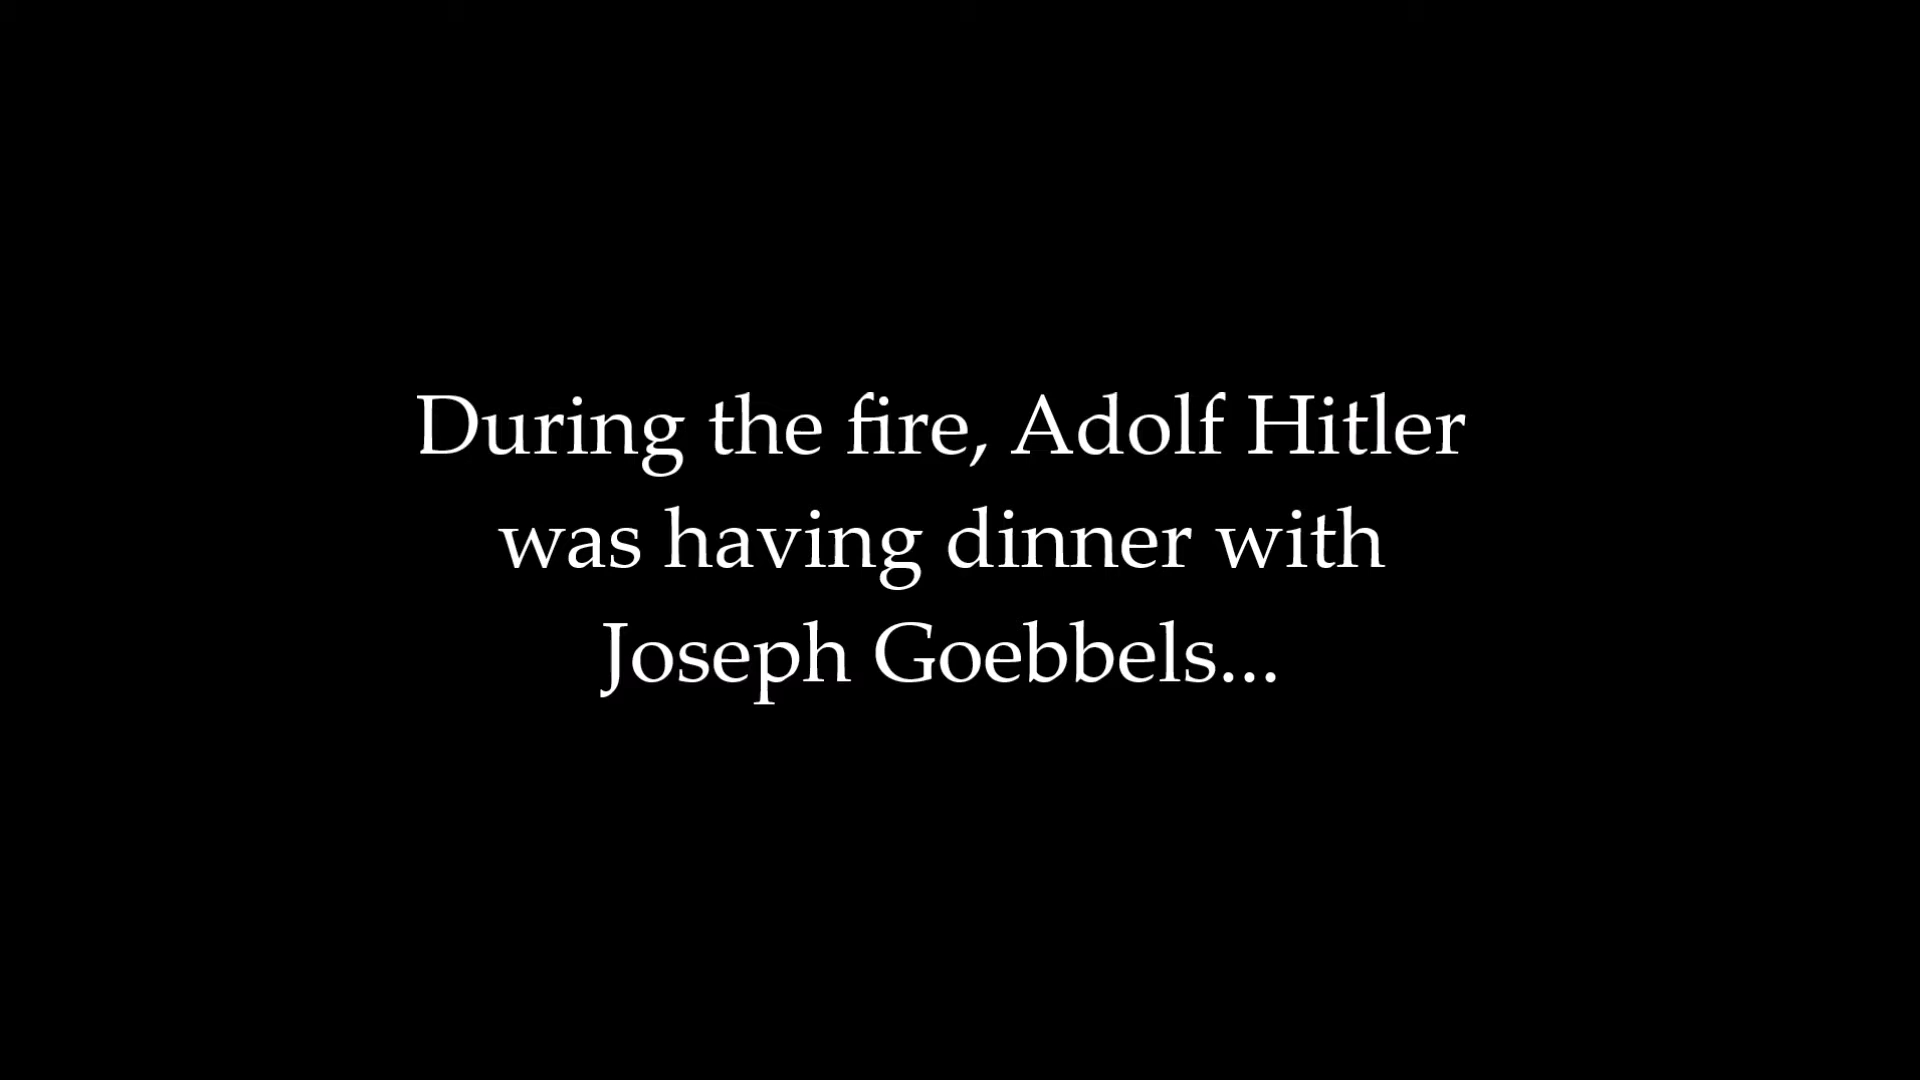 During the fire, Adolf Hitler
was having dinner with
Joseph Goebbels...